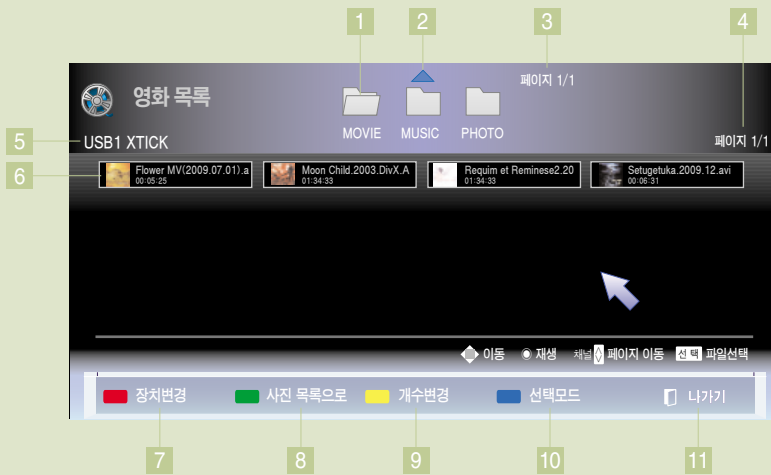 1
2
3
4
페이지 1/1
영화 목록
MOVIE
MUSIC
PHOTO
5
USB1 XTICK
페이지 1/1
6
Flower MV(2009.07.01).a
00:05:25
Moon Child.2003.DivX.A
01:34:33
Requim et Reminese2.20
01:34:33
Setugetuka.2009.12.avi
00:06:31
이동
재생
채널 페이지 이동
선택 파일선택
장치변경
사진 목록으로
개수변경
선택모드
나가기
7
8
9
10
11